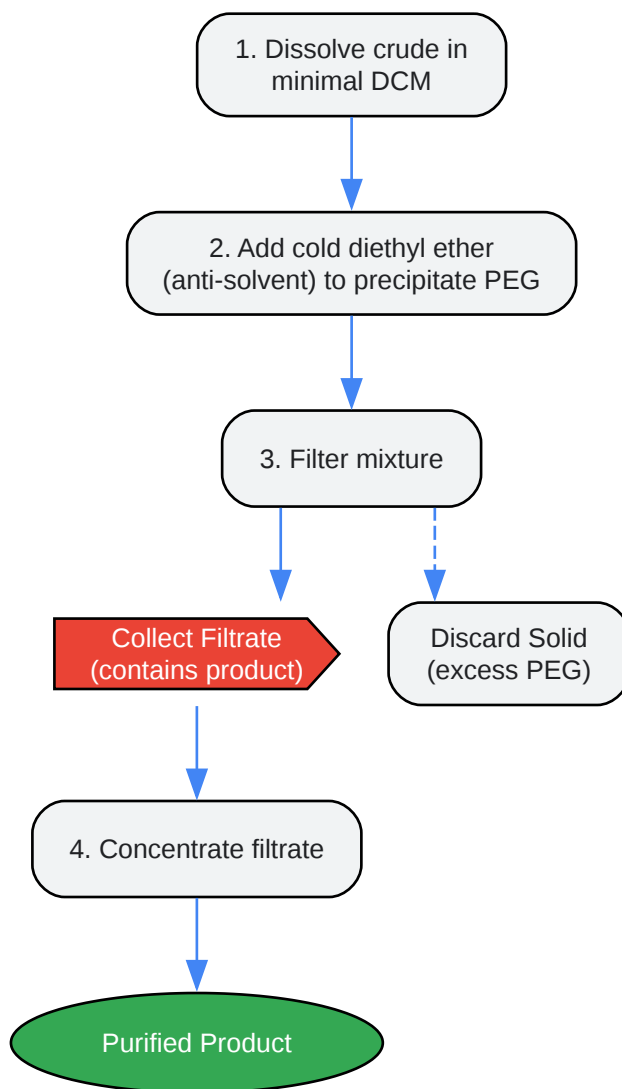 1. Dissolve crude in
minimal DCM
2. Add cold diethyl ether
(anti-solvent) to precipitate PEG
3. Filter mixture
Collect Filtrate
(contains product)
Discard Solid
(excess PEG)
4. Concentrate filtrate
Purified Product